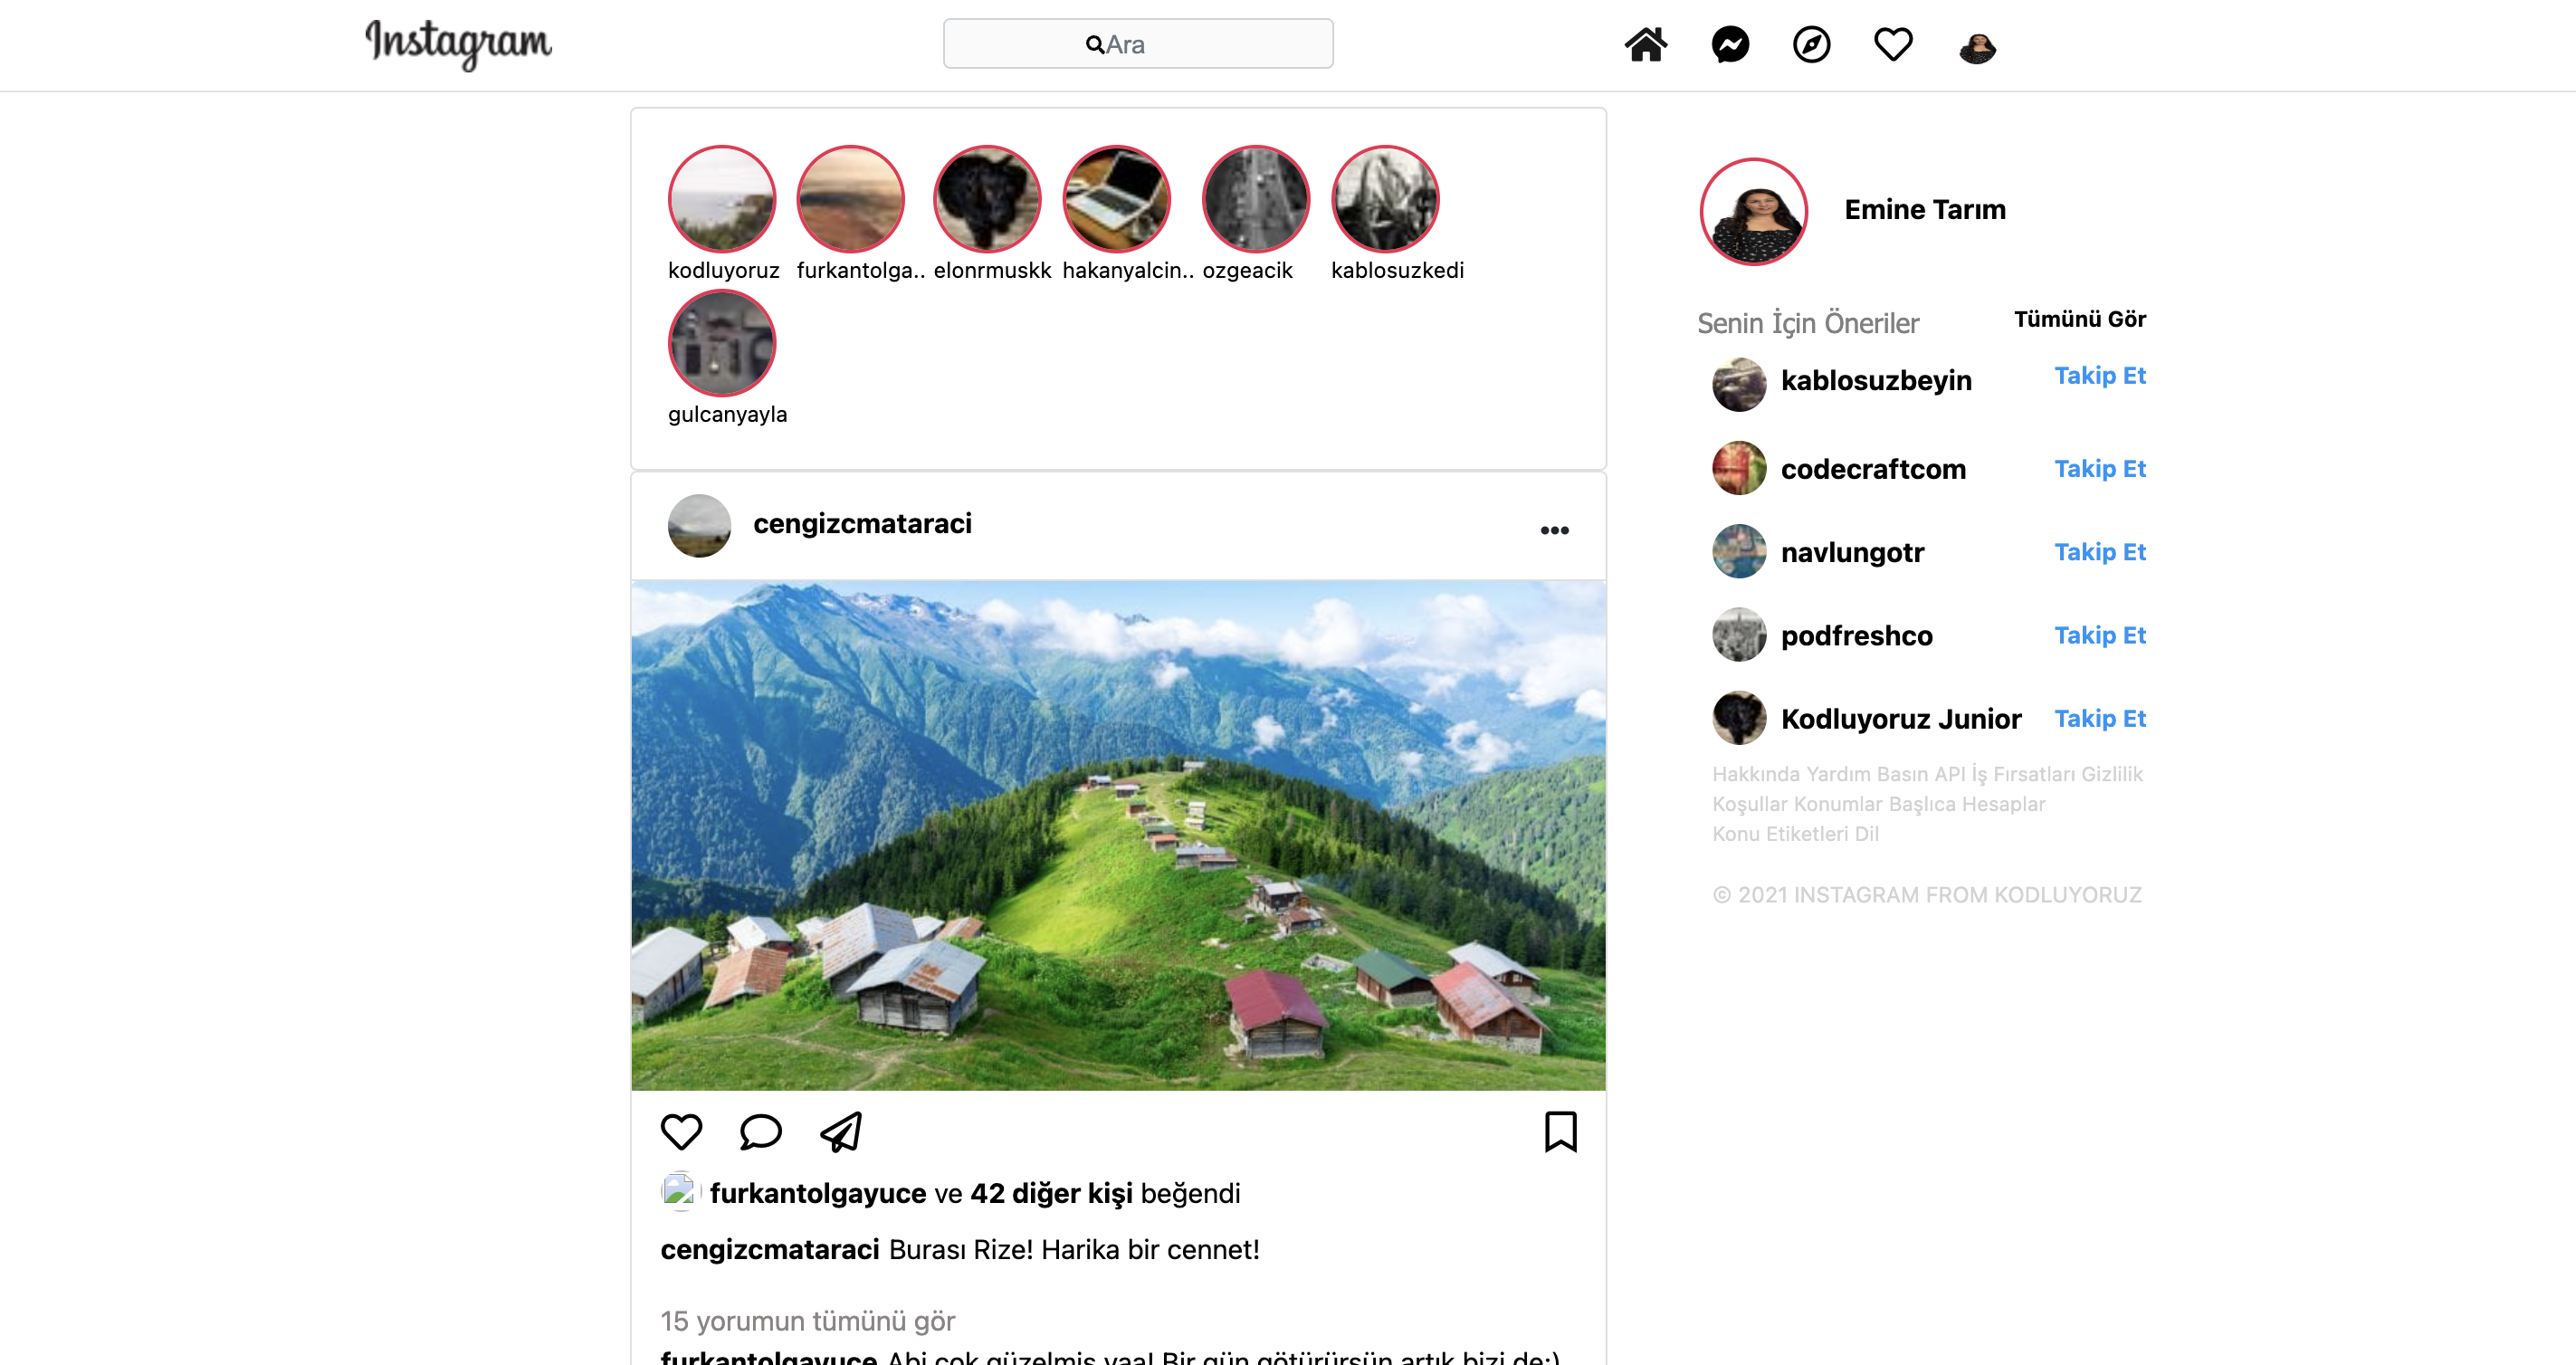 Instagram
Ara
kodluyoruz furkantolga.. elonrmuskk hakanyalcin.. ozgeacik kablosuzkedi
gulcanyayla
cengizcmataraci
furkantolgayuce ve 42 diğer kişi beğendi
cengizcmataraci Burası Rize! Harika bir cennet!
15 yorumun tümünü gör
furkantolgayuce Abi çok güzelmiş yaa! Bir gün götürürsün artık bizi de:)
Emine Tarım
Senin İçin Öneriler Tümünü Gör
kablosuzbeyin Takip Et
codecraftcom Takip Et
navlungotr Takip Et
podfreshco Takip Et
Kodluyoruz Junior Takip Et
Hakkında Yardım Basın API İş Fırsatları Gizlilik
Koşullar Konumlar Başlıca Hesaplar
Konu Etiketleri Dil
© 2021 INSTAGRAM FROM KODLUYORUZ